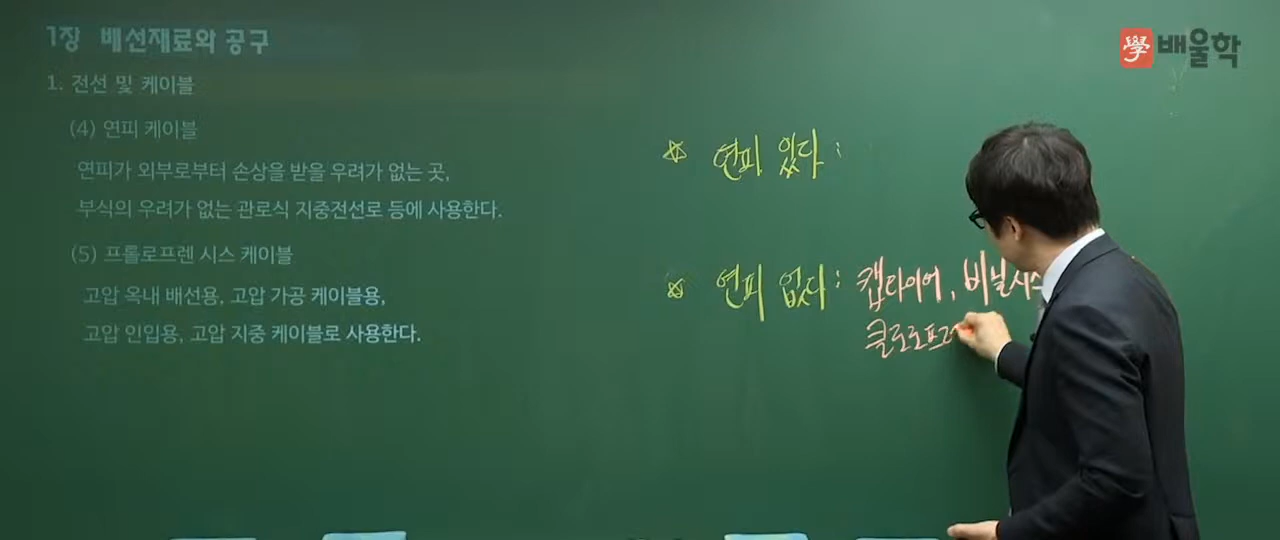 1장 배선재료와 공구
學 배울학
1. 전선 및 케이블
(4) 연피 케이블
연피가 외부로부터 손상을 받을 우려가 없는 곳,
부식의 우려가 없는 관로식 지중전선로 등에 사용한다.
(5) 프롤로프렌 시스 케이블
고압 옥내 배선용, 고압 가공 케이블용,
고압 인입용, 고압 지중 케이블로 사용한다.
☆ 연피 있다 :
☆ 연피 없다 : 캡타이어, 비닐시스
클로로프레